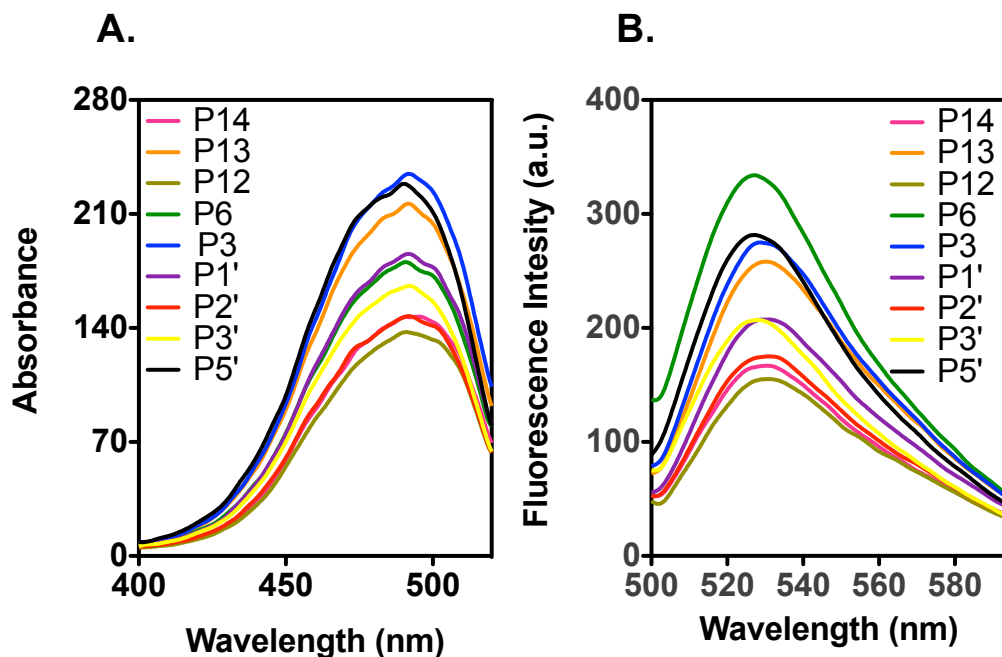 A.
Absorbance
280
210
140
70
0
P14
P13
P12
P6
P3
P1'
P2'
P3'
P5'
400
450
500
Wavelength (nm)
B.
Fluorescence Intesity (a.u.)
400
300
200
100
0
P14
P13
P12
P6
P3
P1'
P2'
P3'
P5'
500
520
540
560
580
Wavelength (nm)